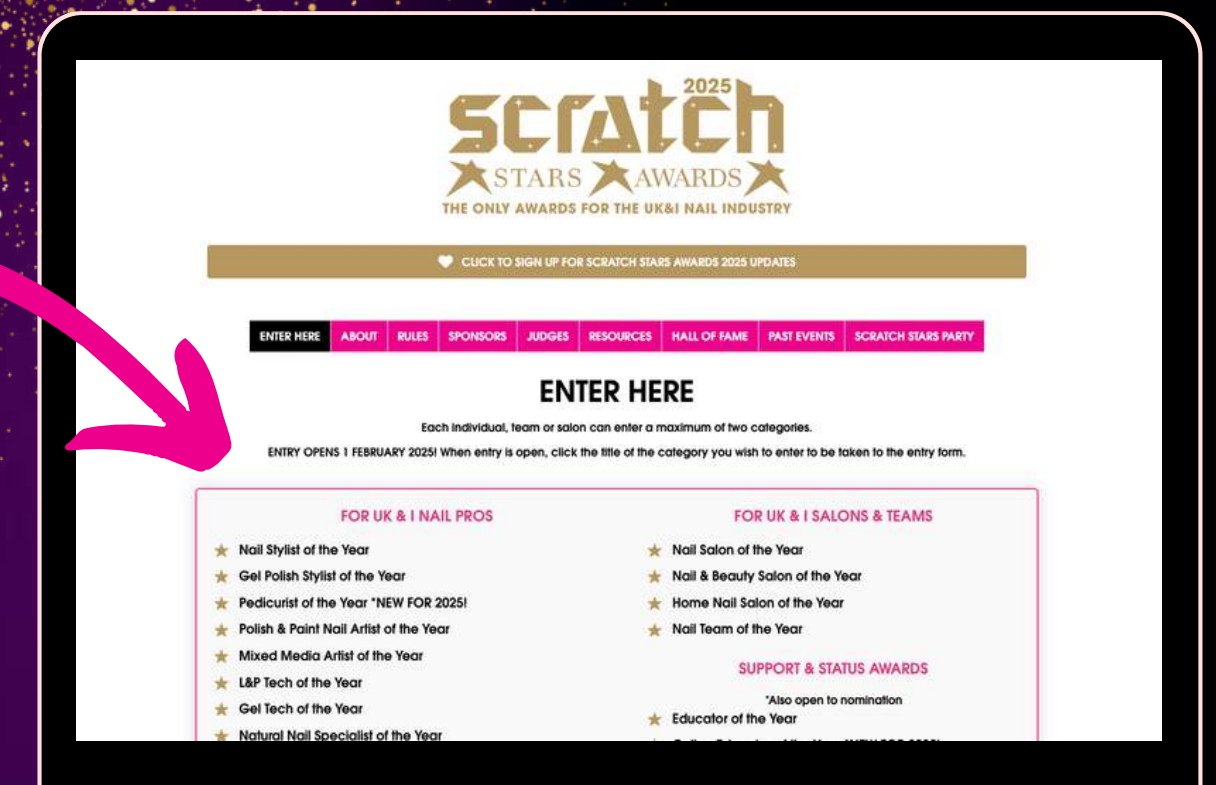 2025
scratch
STARS AWARDS
THE ONLY AWARDS FOR THE UK&I NAIL INDUSTRY
CLICK TO SIGN UP FOR SCRATCH STARS AWARDS 2025 UPDATES
ENTER HERE ABOUT RULES SPONSORS JUDGES RESOURCES HALL OF FAME PAST EVENTS SCRATCH STARS PARTY
ENTER HERE
Each individual, team or salon can enter a maximum of two categories.
ENTRY OPENS 1 FEBRUARY 2025! When entry is open, click the title of the category you wish to enter to be taken to the entry form.
FOR UK & I NAIL PROS
Nail Stylist of the Year
Gel Polish Stylist of the Year
Pedicurist of the Year *NEW FOR 2025!
Polish & Paint Nail Artist of the Year
Mixed Media Artist of the Year
L&P Tech of the Year
Gel Tech of the Year
Natural Nail Specialist of the Year
FOR UK & I SALONS & TEAMS
Nail Salon of the Year
Nail & Beauty Salon of the Year
Home Nail Salon of the Year
Nail Team of the Year
SUPPORT & STATUS AWARDS
*Also open to nomination
Educator of the Year